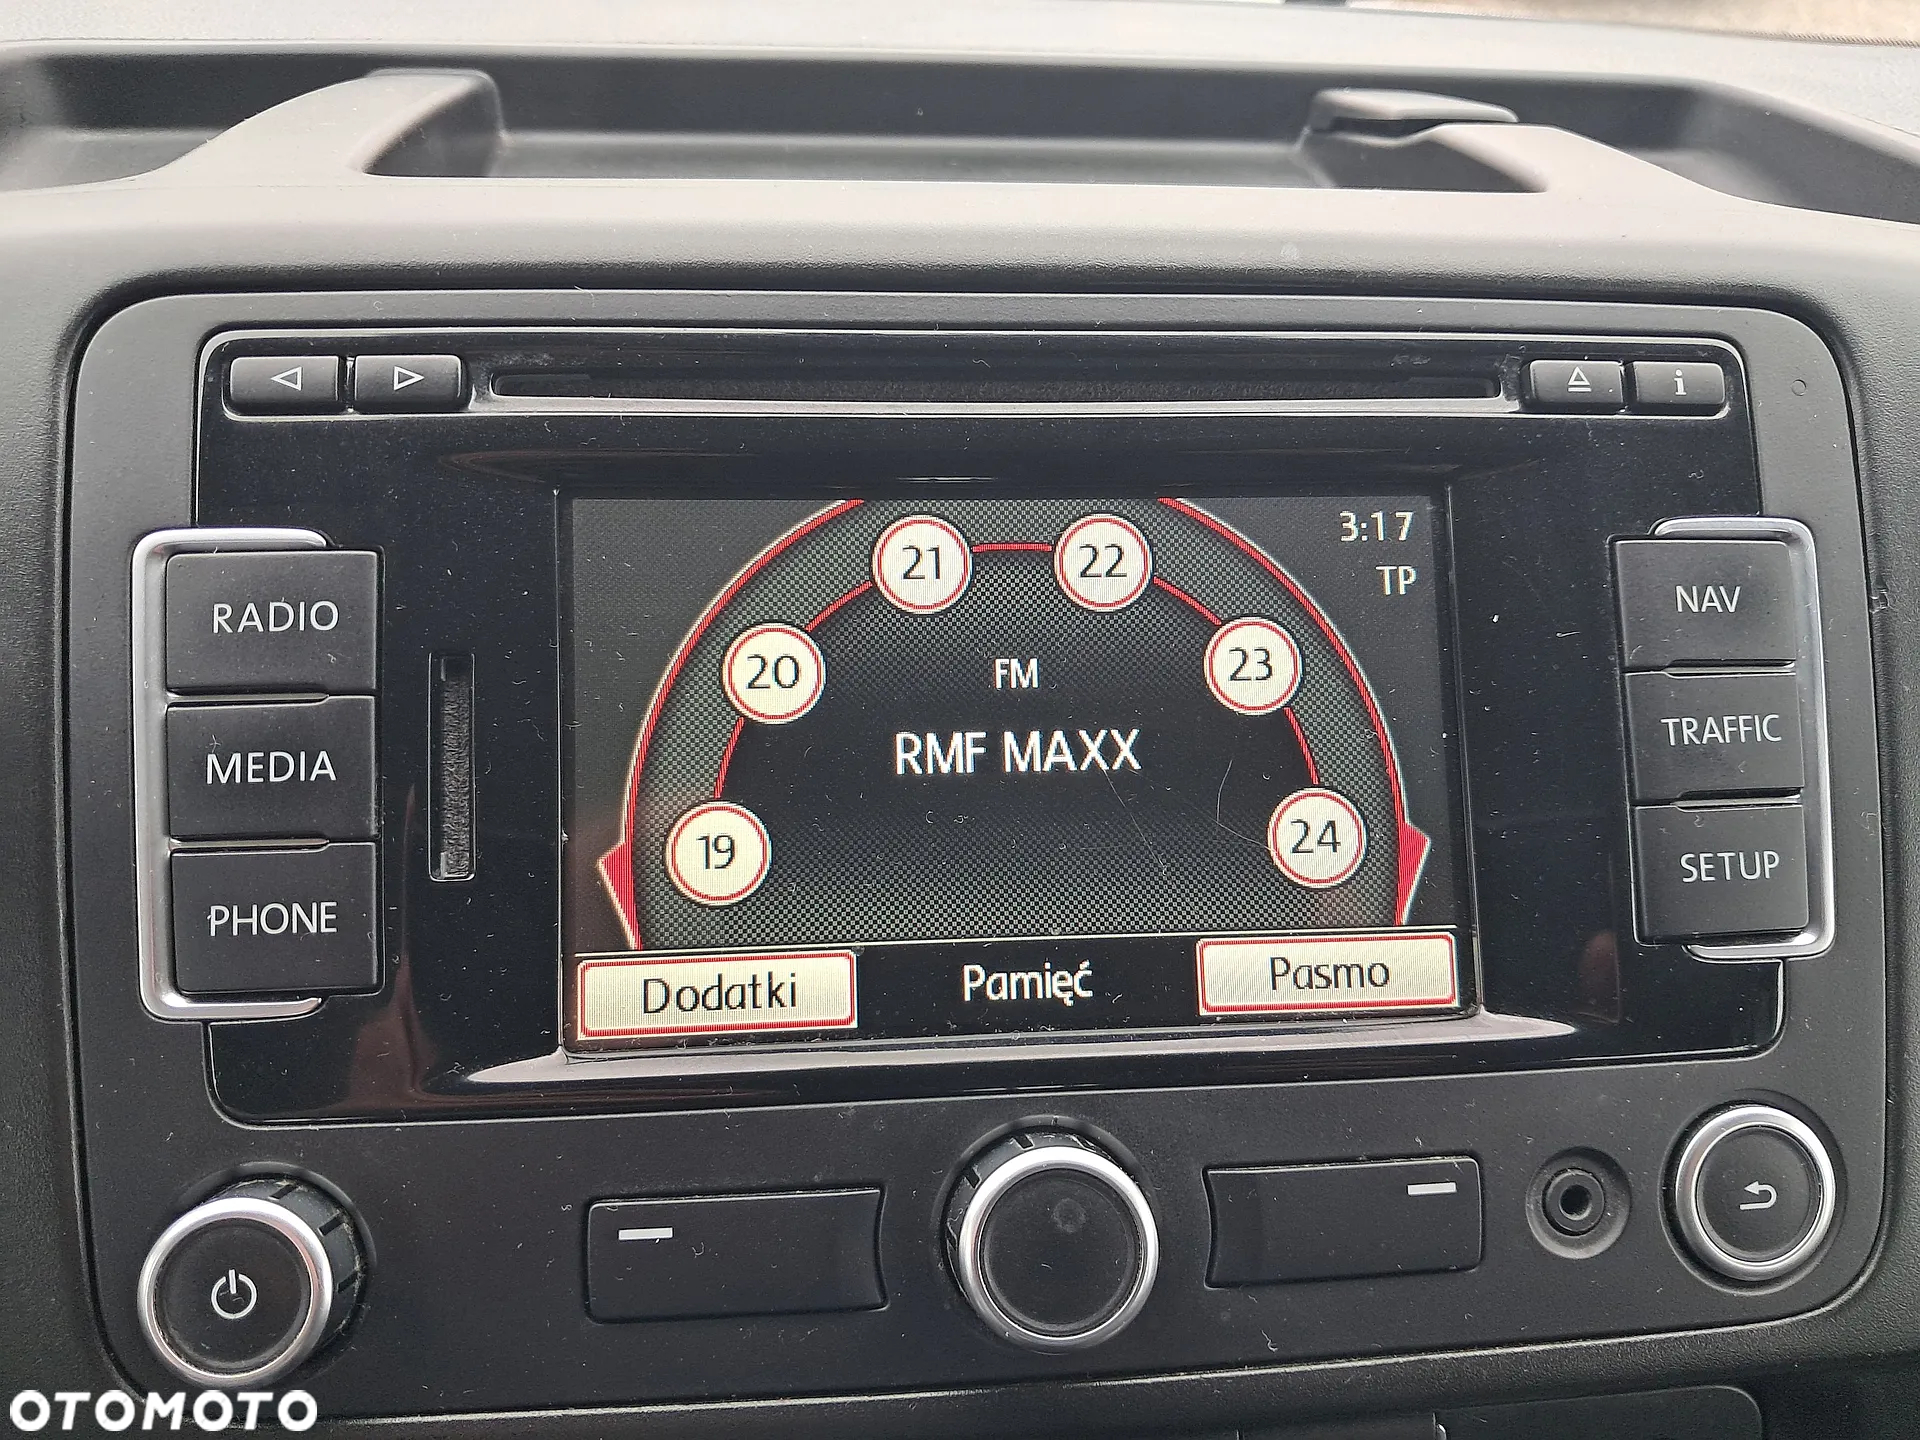 i
3:17
TP
21
22
20
23
19
24
FM
RMF MAXX
Dodatki
Pamięć
Pasmo
RADIO
MEDIA
PHONE
NAV
TRAFFIC
SETUP
OTOMOTO